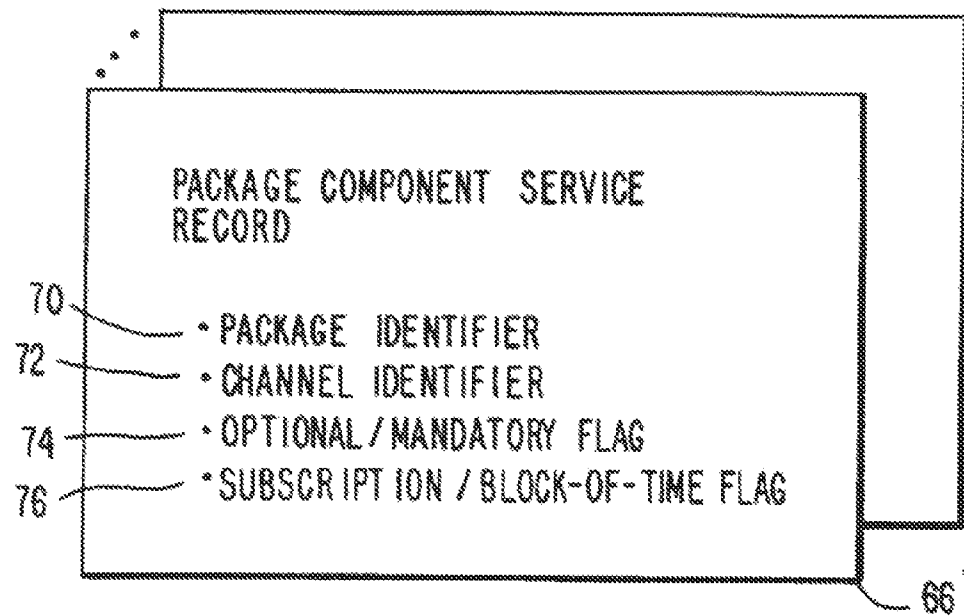 PACKAGE COMPONENT SERVICE
RECORD
70
• PACKAGE IDENTIFIER
72
• CHANNEL IDENTIFIER
74
• OPTIONAL/MANDATORY FLAG
76
• SUBSCRIPTION / BLOCK-OF-TIME FLAG
66